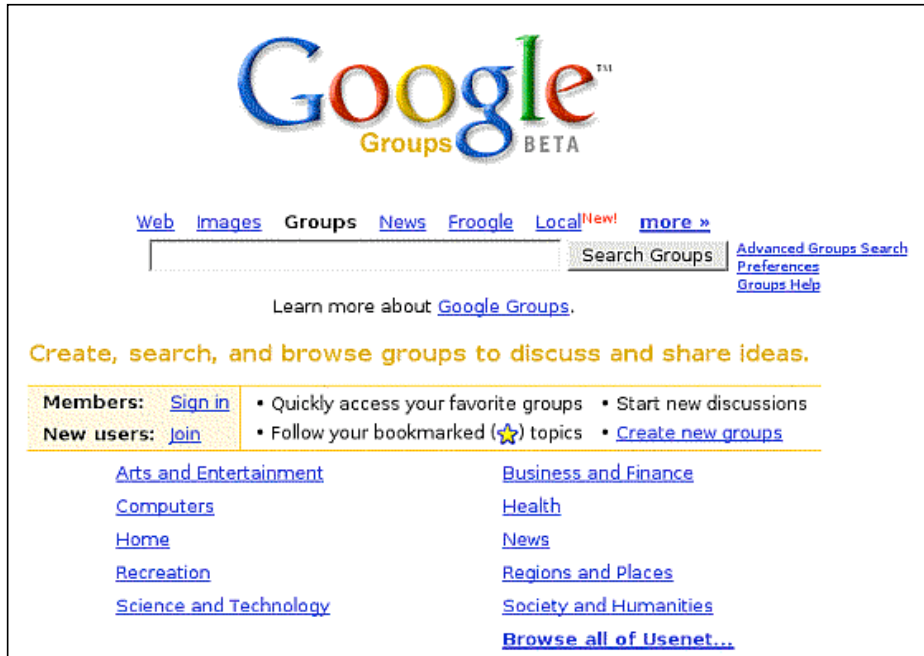 Google™
Groups BETA
Web Images Groups News Froogle Local New! more »
Search Groups
Advanced Groups Search
Preferences
Groups Help
Learn more about Google Groups.
Create, search, and browse groups to discuss and share ideas.
Members: Sign in • Quickly access your favorite groups • Start new discussions
New users: Join • Follow your bookmarked (☆) topics • Create new groups
Arts and Entertainment Business and Finance
Computers Health
Home News
Recreation Regions and Places
Science and Technology Society and Humanities
Browse all of Usenet...